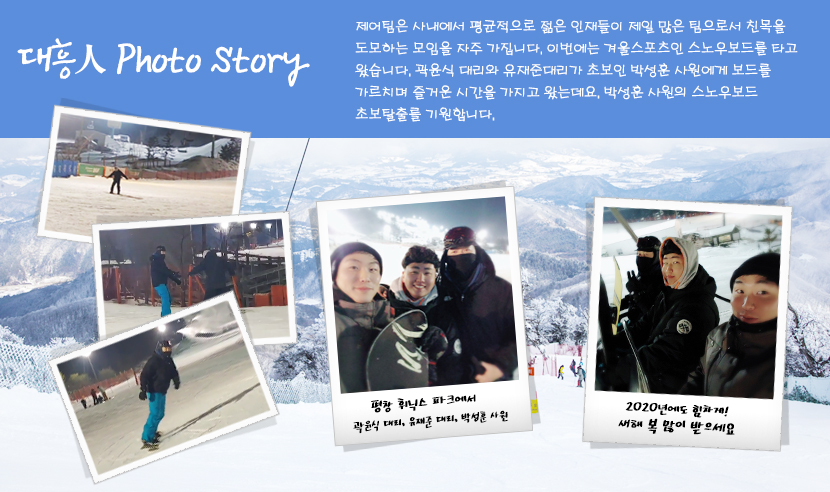 대흥人 Photo Story
제어팀은 사내에서 평균적으로 젊은 인재들이 제일 많은 팀으로서 친목을
도모하는 모임을 자주 가집니다. 이번에는 겨울스포츠인 스노우보드를 타고
왔습니다. 곽윤식 대리와 유재준대리가 초보인 박성훈 사원에게 보드를
가르치며 즐거운 시간을 가지고 왔는데요, 박성훈 사원의 스노우보드
초보탈출를 기원합니다.
평창 휘닉스 파크에서
곽윤식 대리, 유재준 대리, 박성훈 사원
2020년에도 힘차게!
새해 복 많이 받으세요